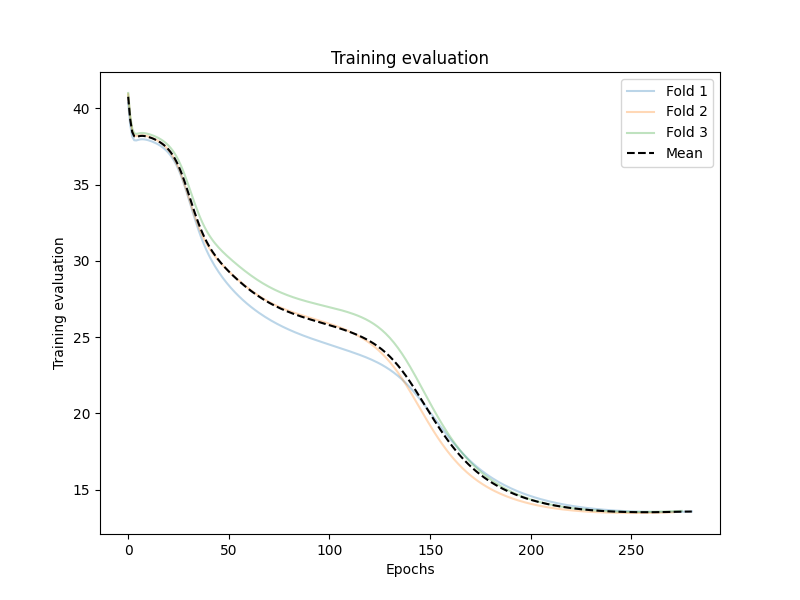 Training evaluation
Fold 1
Fold 2
Fold 3
Mean
Training evaluation
40
35
30
25
20
15
0 50 100 150 200 250
Epochs